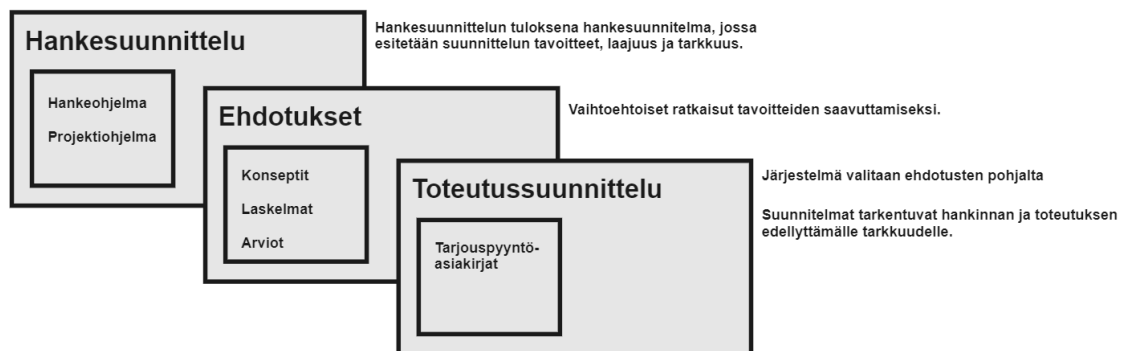 Hankesuunnittelu
Hankesuunnittelun tuloksena hankesuunnitelma, jossa
esitetään suunnittelun tavoitteet, laajuus ja tarkkuus.
Hankeohjelma
Projektiohjelma
Ehdotukset
Vaihtoehtoiset ratkaisut tavoitteiden saavuttamiseksi.
Konseptit
Laskelmat
Arviot
Toteutussuunnittelu
Järjestelmä valitaan ehdotusten pohjalta
Suunnitelmat tarkentuvat hankinnan ja toteutuksen
edellyttämälle tarkkuudelle.
Tarjouspyyntö-
asiakirjat